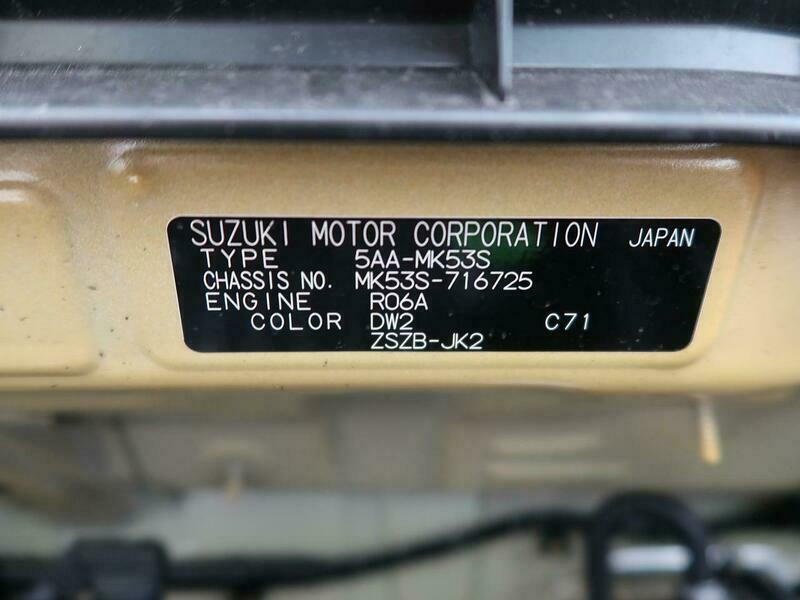 SUZUKI MOTOR CORPORATION JAPAN
TYPE 5AA-MK53S
CHASSIS NO. MK53S-716725
ENGINE R06A
COLOR DW2 C71
ZSZB-JK2